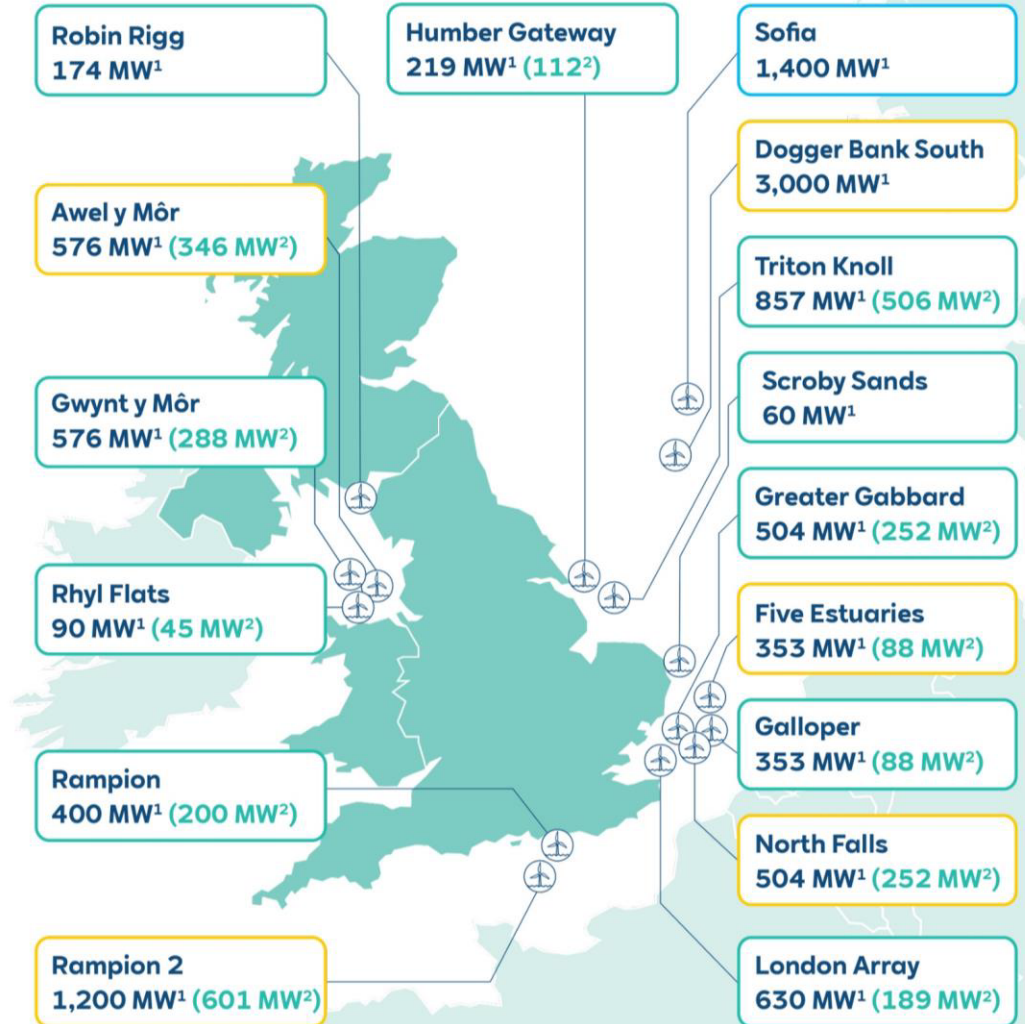 Robin Rigg
174 MW¹
Humber Gateway
219 MW¹ (112²)
Sofia
1,400 MW¹
Dogger Bank South
3,000 MW¹
Awel y Môr
576 MW¹ (346 MW²)
Triton Knoll
857 MW¹ (506 MW²)
Scroby Sands
60 MW¹
Gwynt y Môr
576 MW¹ (288 MW²)
Greater Gabbard
504 MW¹ (252 MW²)
Rhyl Flats
90 MW¹ (45 MW²)
Five Estuaries
353 MW¹ (88 MW²)
Galloper
353 MW¹ (88 MW²)
Rampion
400 MW¹ (200 MW²)
North Falls
504 MW¹ (252 MW²)
Rampion 2
1,200 MW¹ (601 MW²)
London Array
630 MW¹ (189 MW²)